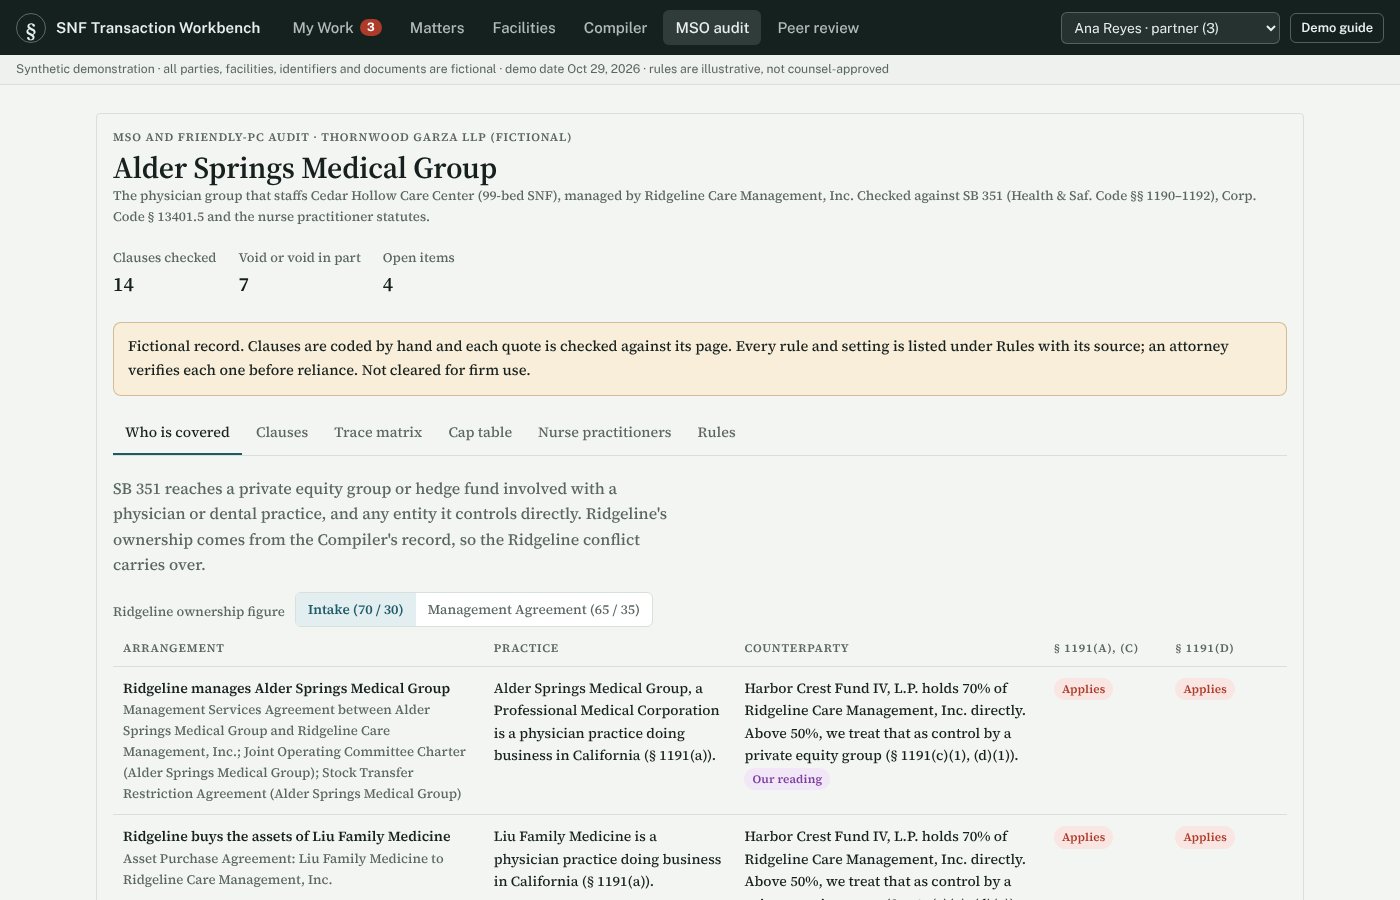 § SNF Transaction Workbench My Work 3 Matters Facilities Compiler MSO audit Peer review Ana Reyes · partner (3) Demo guide
Synthetic demonstration · all parties, facilities, identifiers and documents are fictional · demo date Oct 29, 2026 · rules are illustrative, not counsel-approved
MSO AND FRIENDLY-PC AUDIT · THORNWOOD GARZA LLP (FICTIONAL)
Alder Springs Medical Group
The physician group that staffs Cedar Hollow Care Center (99-bed SNF), managed by Ridgeline Care Management, Inc. Checked against SB 351 (Health & Saf. Code §§ 1190–1192), Corp.
Code § 13401.5 and the nurse practitioner statutes.
Clauses checked Void or void in part Open items
14 7 4
Fictional record. Clauses are coded by hand and each quote is checked against its page. Every rule and setting is listed under Rules with its source; an attorney
verifies each one before reliance. Not cleared for firm use.
Who is covered Clauses Trace matrix Cap table Nurse practitioners Rules
SB 351 reaches a private equity group or hedge fund involved with a
physician or dental practice, and any entity it controls directly. Ridgeline's
ownership comes from the Compiler's record, so the Ridgeline conflict
carries over.
Ridgeline ownership figure Intake (70 / 30) Management Agreement (65 / 35)
ARRANGEMENT PRACTICE COUNTERPARTY § 1191(A), (C) § 1191(D)
Ridgeline manages Alder Springs Medical Group
Management Services Agreement between Alder
Springs Medical Group and Ridgeline Care
Management, Inc.; Joint Operating Committee Charter
(Alder Springs Medical Group); Stock Transfer
Restriction Agreement (Alder Springs Medical Group)
Alder Springs Medical Group, a
Professional Medical Corporation
is a physician practice doing
business in California (§ 1191(a)).
Harbor Crest Fund IV, L.P. holds 70% of
Ridgeline Care Management, Inc. directly.
Above 50%, we treat that as control by a
private equity group (§ 1191(c)(1), (d)(1)).
Our reading
Applies
Applies
Ridgeline buys the assets of Liu Family Medicine
Asset Purchase Agreement: Liu Family Medicine to
Ridgeline Care Management, Inc.
Liu Family Medicine is a
physician practice doing business
in California (§ 1191(a)).
Harbor Crest Fund IV, L.P. holds 70% of
Ridgeline Care Management, Inc. directly.
Above 50%, we treat that as control by a
Applies
Applies